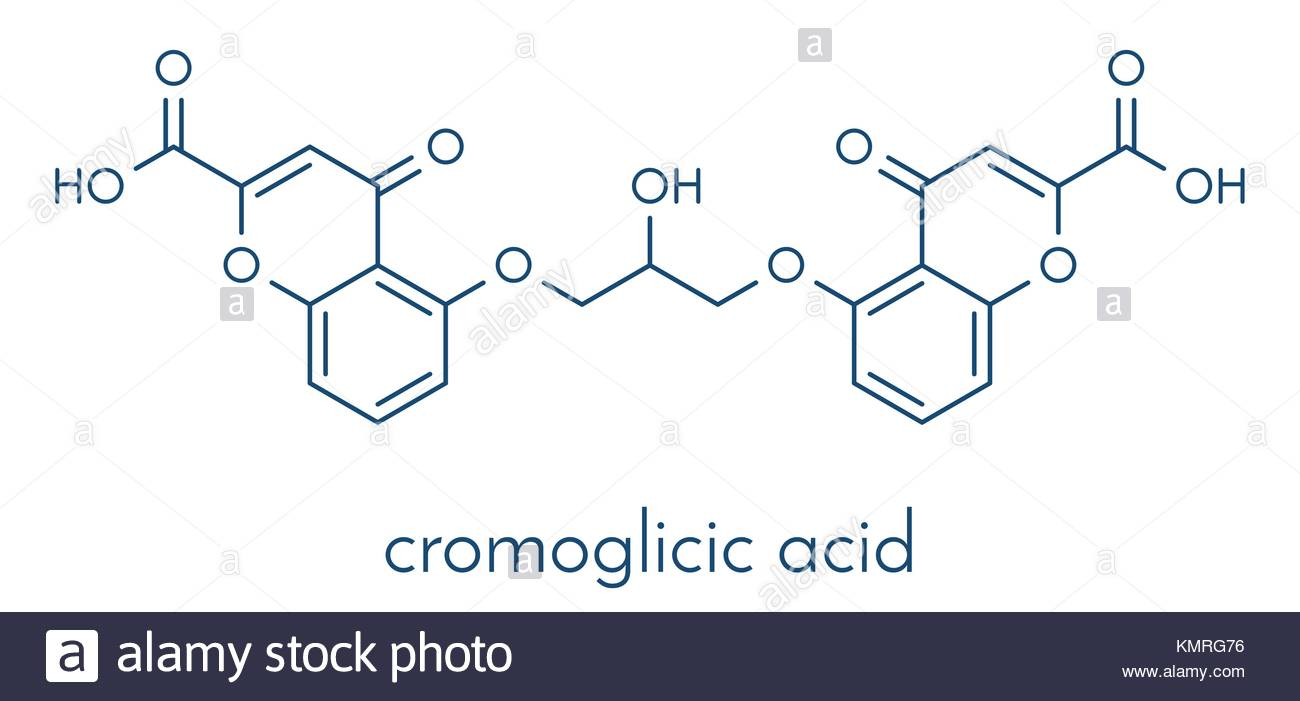 O O O O
HO OH OH
O O O O
cromoglicic acid
a alamy stock photo
KMRG76
www.alamy.com